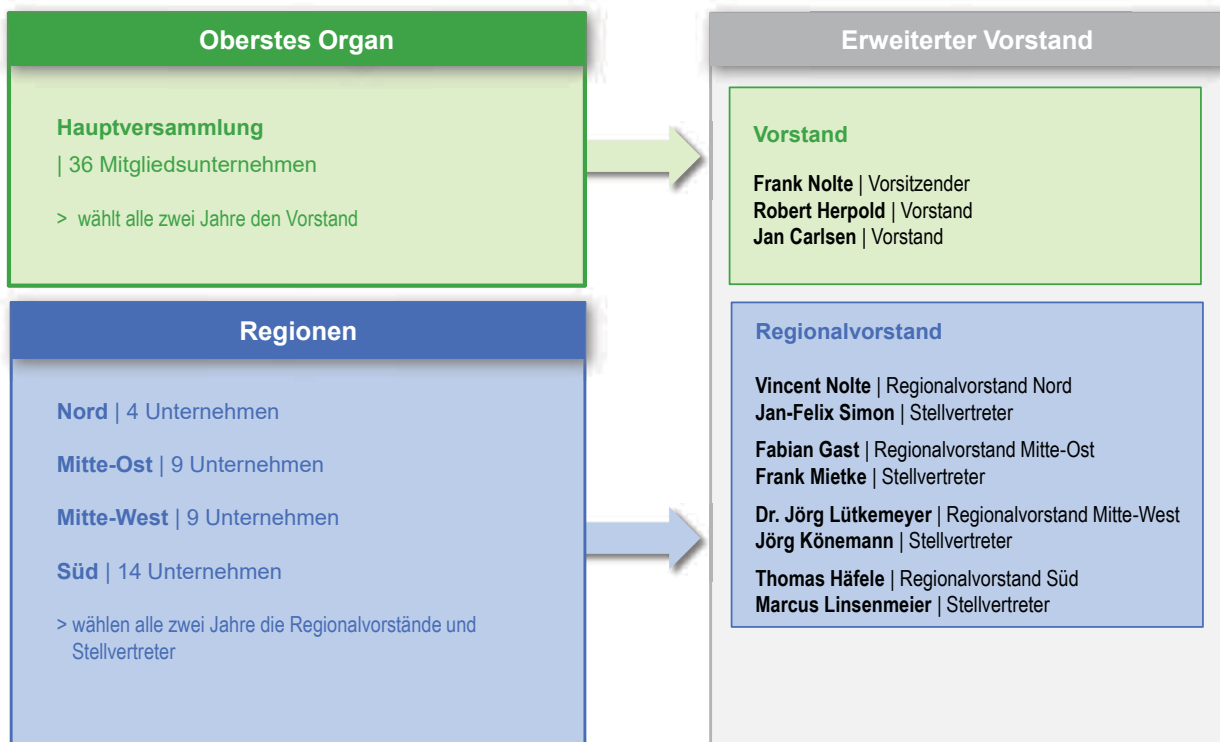 Oberstes Organ
Hauptversammlung
| 36 Mitgliedsunternehmen
> wählt alle zwei Jahre den Vorstand
Regionen
Nord | 4 Unternehmen
Mitte-Ost | 9 Unternehmen
Mitte-West | 9 Unternehmen
Süd | 14 Unternehmen
> wählen alle zwei Jahre die Regionalvorstände und
Stellvertreter
Erweiterter Vorstand
Vorstand
Frank Nolte | Vorsitzender
Robert Herpold | Vorstand
Jan Carlsen | Vorstand
Regionalvorstand
Vincent Nolte | Regionalvorstand Nord
Jan-Felix Simon | Stellvertreter
Fabian Gast | Regionalvorstand Mitte-Ost
Frank Mietke | Stellvertreter
Dr. Jörg Lütkemeyer | Regionalvorstand Mitte-West
Jörg Könemann | Stellvertreter
Thomas Häfele | Regionalvorstand Süd
Marcus Linsenmeier | Stellvertreter